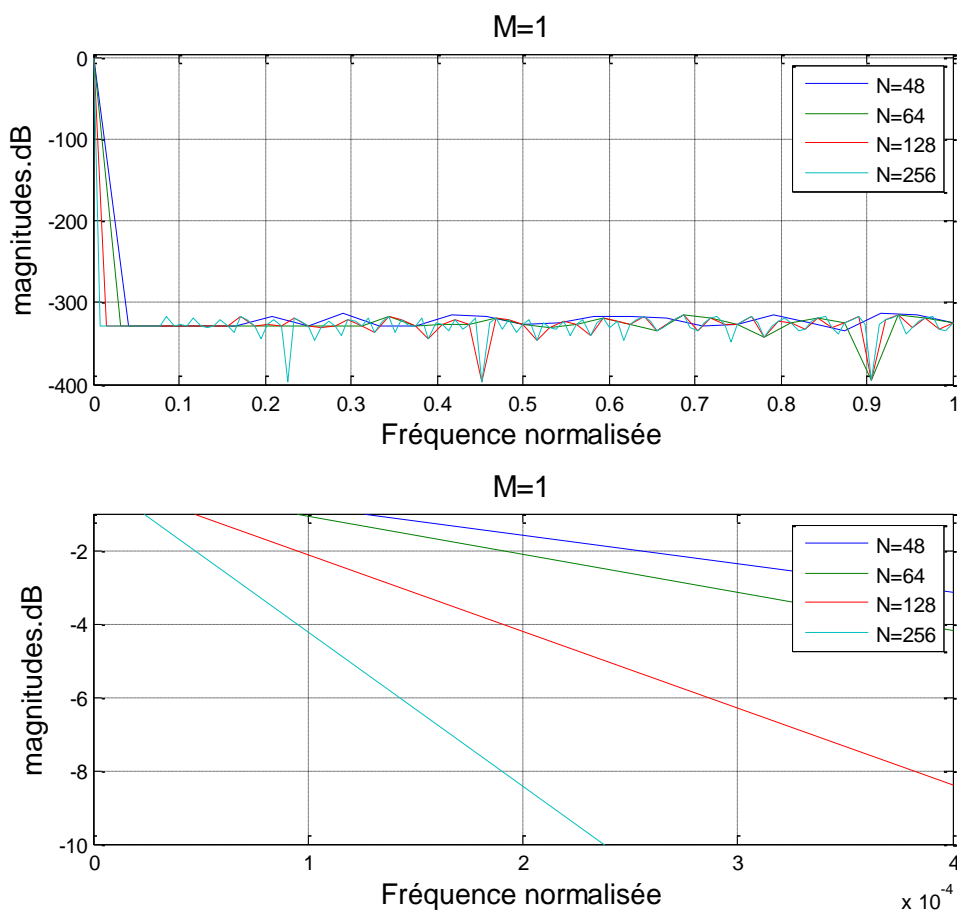 M=1
0
-100
-200
-300
-400
magnitudes.dB
N=48
N=64
N=128
N=256
0 0.1 0.2 0.3 0.4 0.5 0.6 0.7 0.8 0.9 1
Fréquence normalisée
M=1
-2
-4
-6
-8
-10
magnitudes.dB
N=48
N=64
N=128
N=256
0 1 2 3 4
Fréquence normalisée
x 10⁻⁴